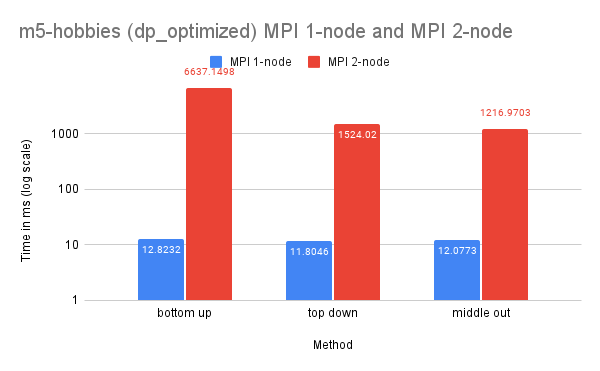 m5-hobbies (dp_optimized) MPI 1-node and MPI 2-node
MPI 1-node MPI 2-node
6637.1498
1216.9703
1524.02
1000
100
12.8232 11.8046 12.0773
10
1
bottom up top down middle out
Method
Time in ms (log scale)